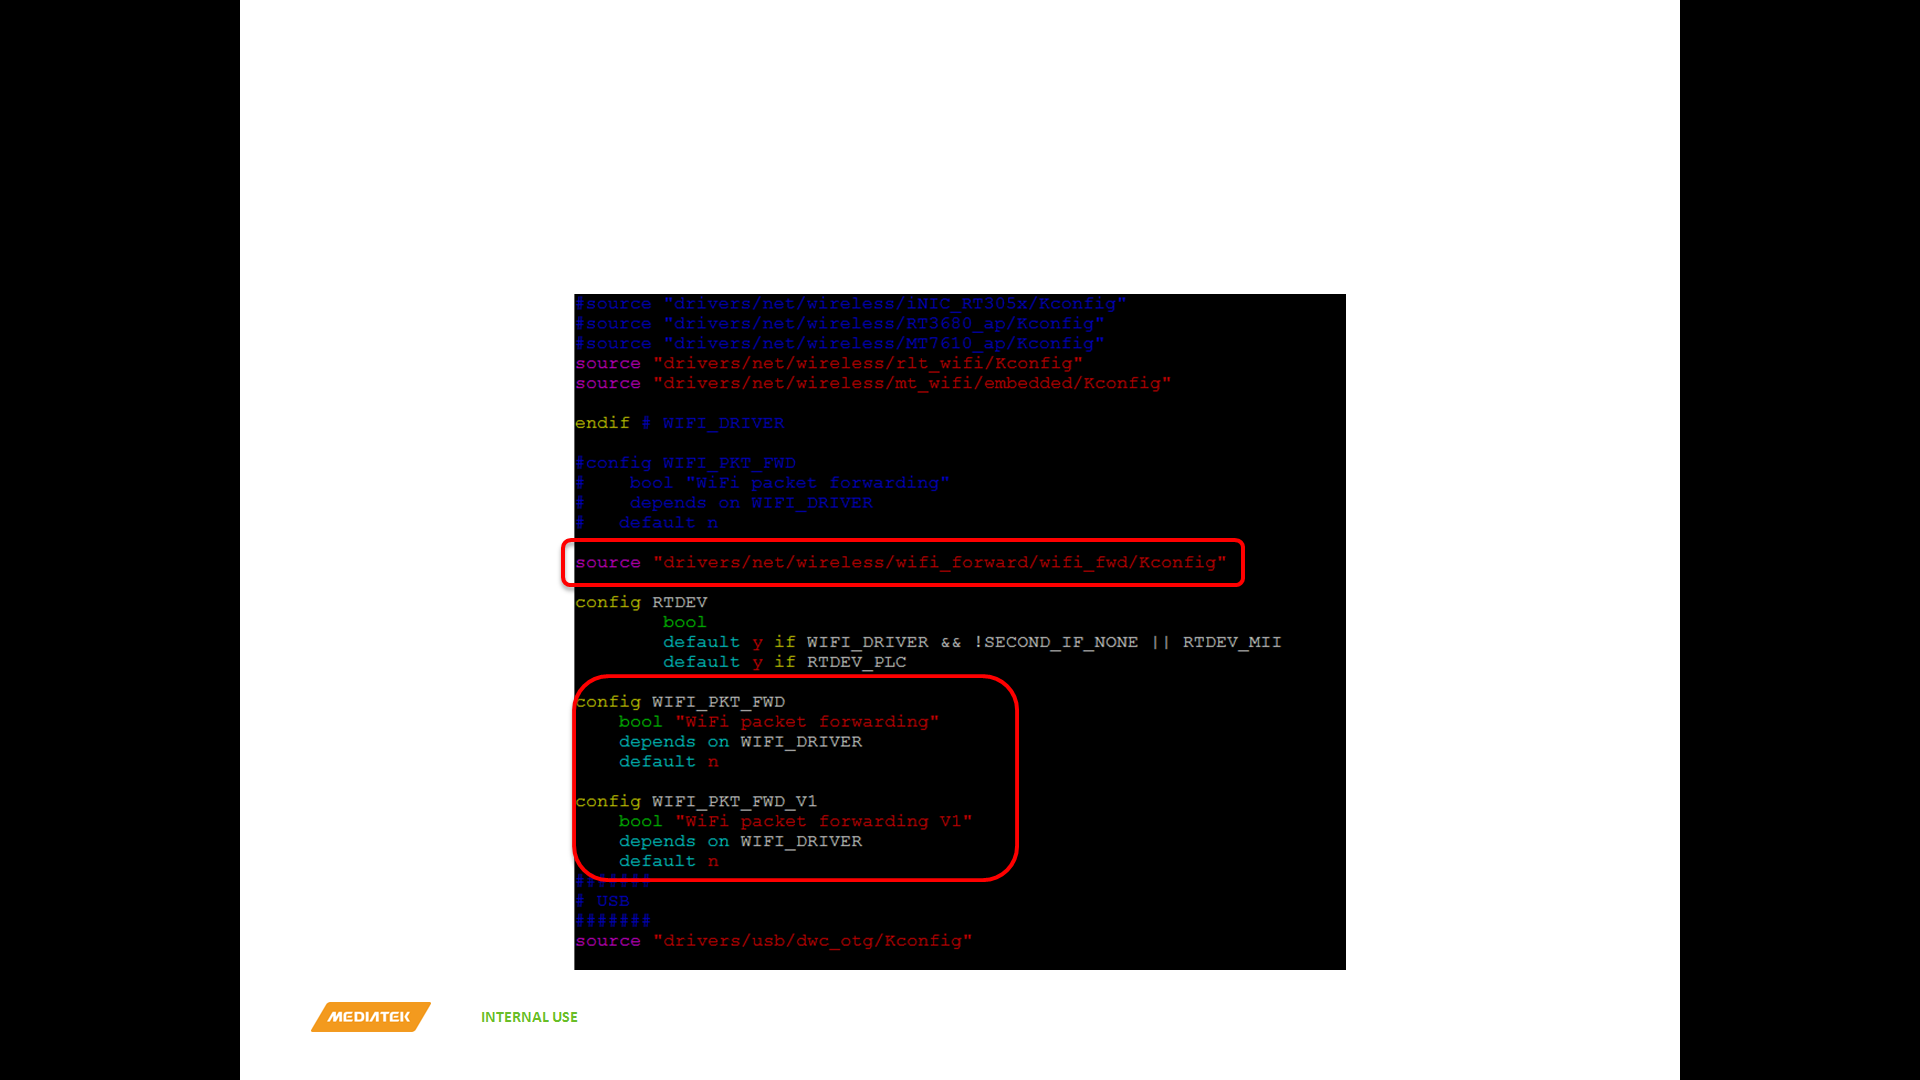 #source "drivers/net/wireless/iNIC_RT305x/Kconfig"
#source "drivers/net/wireless/RT3680_ap/Kconfig"
#source "drivers/net/wireless/MT7610_ap/Kconfig"
source "drivers/net/wireless/rlt_wifi/Kconfig"
source "drivers/net/wireless/mt_wifi/embedded/Kconfig"
endif # WIFI_DRIVER
#config WIFI_PKT_FWD
#    bool "WiFi packet forwarding"
#    depends on WIFI_DRIVER
#   default n
source "drivers/net/wireless/wifi_forward/wifi_fwd/Kconfig"
config RTDEV
        bool
        default y if WIFI_DRIVER && !SECOND_IF_NONE || RTDEV_MII
        default y if RTDEV_PLC
config WIFI_PKT_FWD
    bool "WiFi packet forwarding"
    depends on WIFI_DRIVER
    default n
config WIFI_PKT_FWD_V1
    bool "WiFi packet forwarding V1"
    depends on WIFI_DRIVER
    default n
#######
# USB
#######
source "drivers/usb/dwc_otg/Kconfig"
MEDIATEK
INTERNAL USE